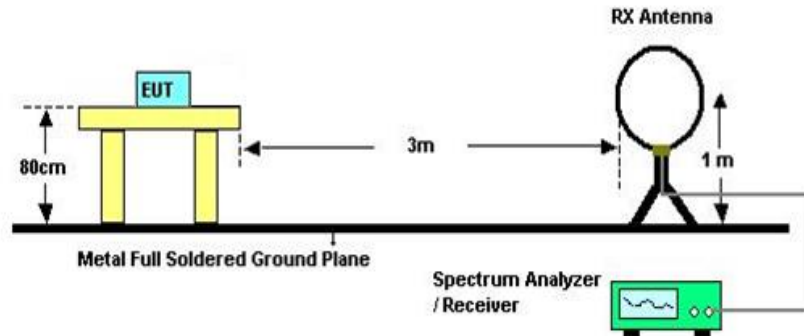 RX Antenna
EUT
3m
80cm
1 m
Metal Full Soldered Ground Plane
Spectrum Analyzer
/ Receiver